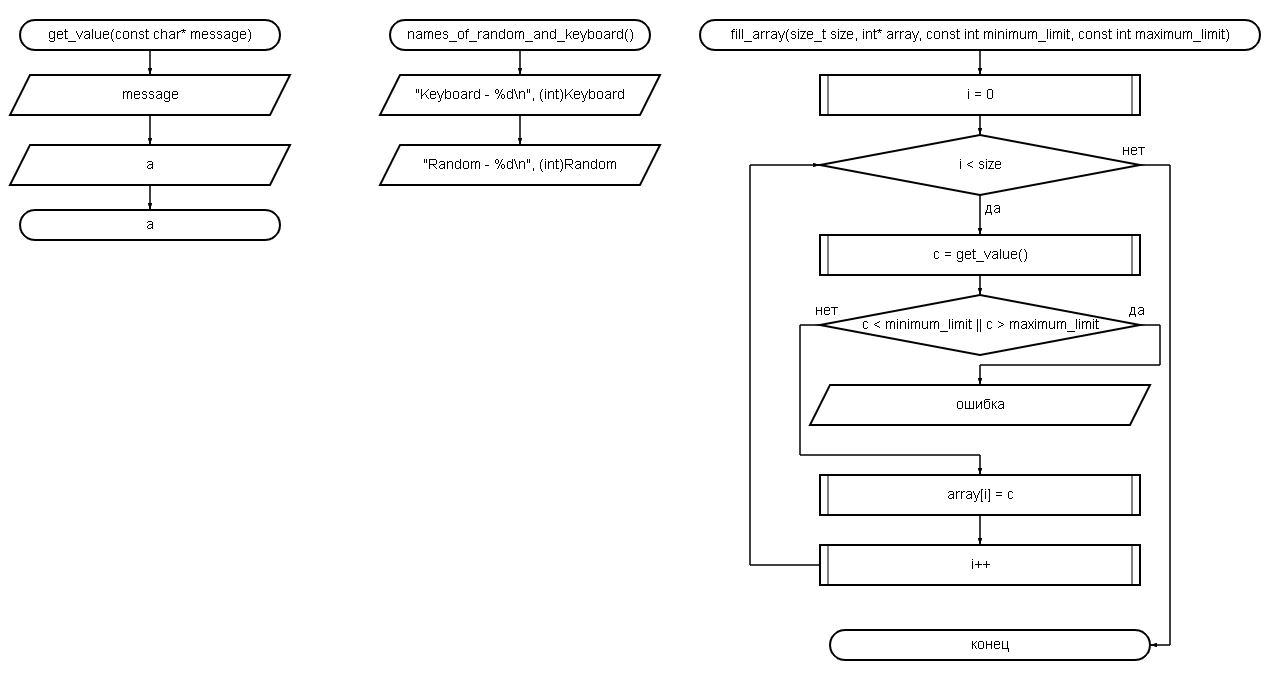 get_value(const char* message)
message
a
a
names_of_random_and_keyboard()
"Keyboard - %d\n", (int)Keyboard
"Random - %d\n", (int)Random
fill_array(size_t size, int* array, const int minimum_limit, const int maximum_limit)
i = 0
i < size
нет
да
c = get_value()
нет
c < minimum_limit || c > maximum_limit
да
ошибка
array[i] = c
i++
конец